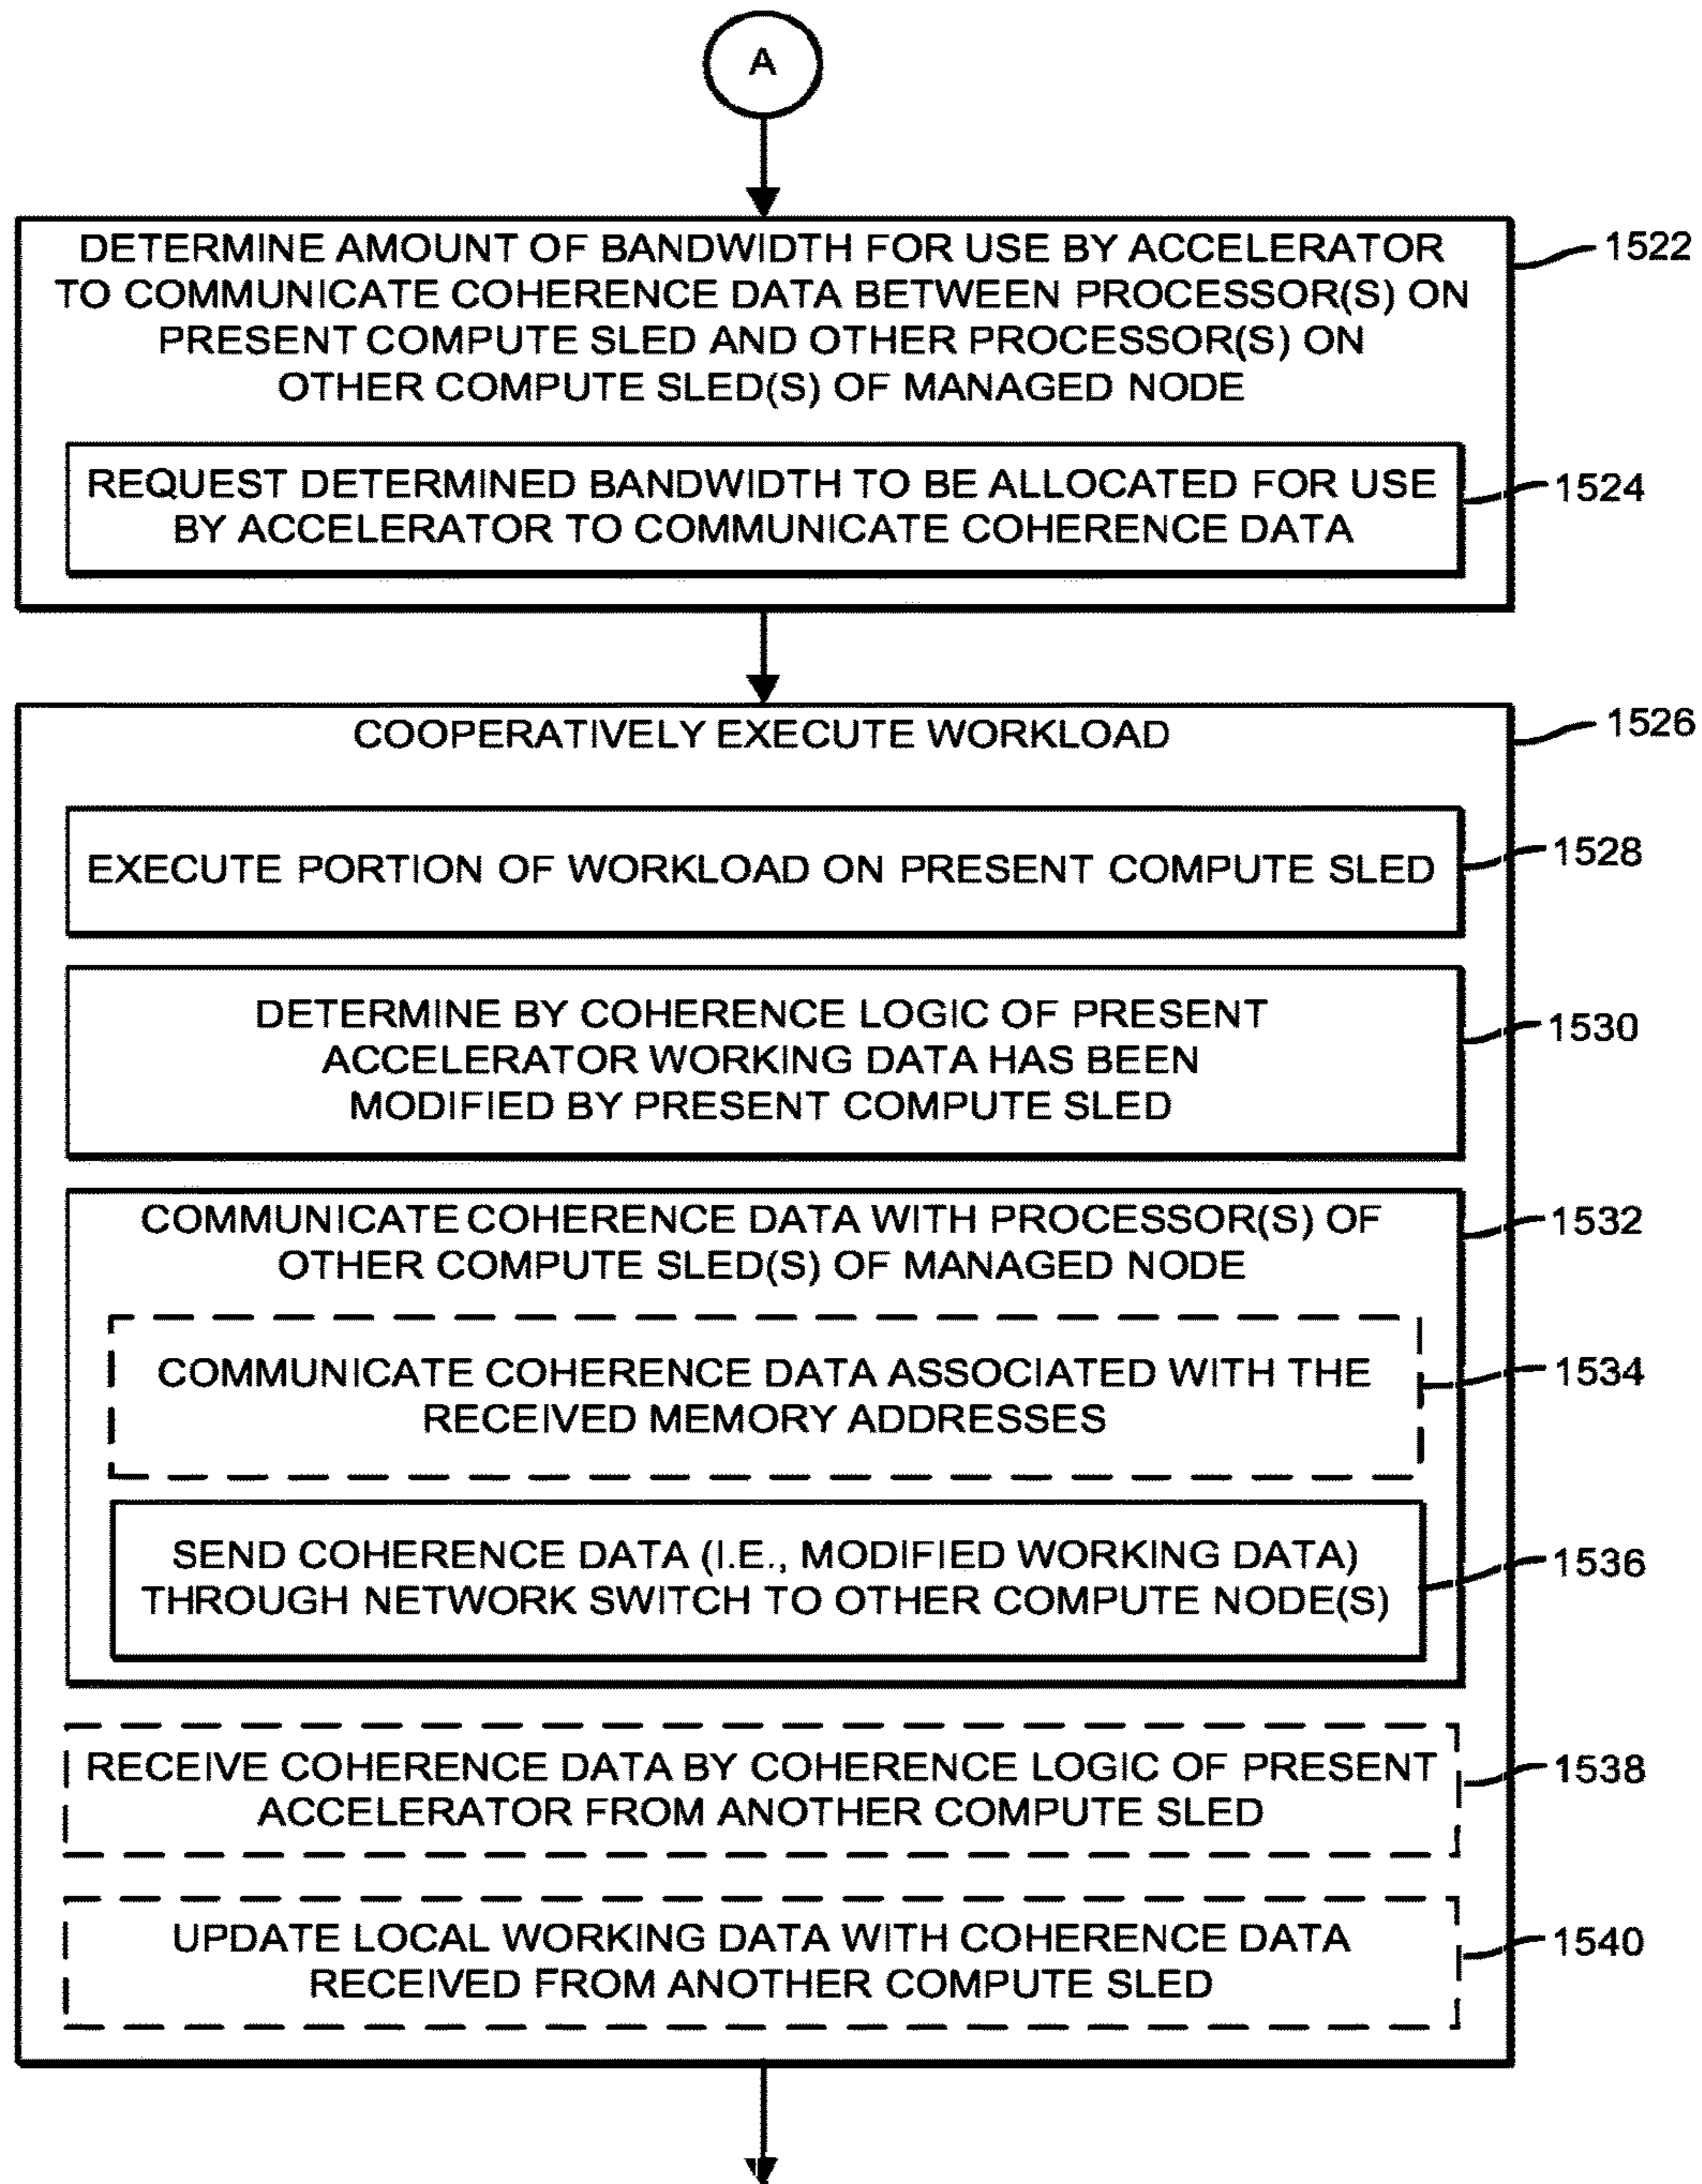 A
DETERMINE AMOUNT OF BANDWIDTH FOR USE BY ACCELERATOR
TO COMMUNICATE COHERENCE DATA BETWEEN PROCESSOR(S) ON
PRESENT COMPUTE SLED AND OTHER PROCESSOR(S) ON
OTHER COMPUTE SLED(S) OF MANAGED NODE
1522
REQUEST DETERMINED BANDWIDTH TO BE ALLOCATED FOR USE
BY ACCELERATOR TO COMMUNICATE COHERENCE DATA
1524
COOPERATIVELY EXECUTE WORKLOAD
1526
EXECUTE PORTION OF WORKLOAD ON PRESENT COMPUTE SLED
1528
DETERMINE BY COHERENCE LOGIC OF PRESENT
ACCELERATOR WORKING DATA HAS BEEN
MODIFIED BY PRESENT COMPUTE SLED
1530
COMMUNICATE COHERENCE DATA WITH PROCESSOR(S) OF
OTHER COMPUTE SLED(S) OF MANAGED NODE
1532
COMMUNICATE COHERENCE DATA ASSOCIATED WITH THE
RECEIVED MEMORY ADDRESSES
1534
SEND COHERENCE DATA (I.E., MODIFIED WORKING DATA)
THROUGH NETWORK SWITCH TO OTHER COMPUTE NODE(S)
1536
RECEIVE COHERENCE DATA BY COHERENCE LOGIC OF PRESENT
ACCELERATOR FROM ANOTHER COMPUTE SLED
1538
UPDATE LOCAL WORKING DATA WITH COHERENCE DATA
RECEIVED FROM ANOTHER COMPUTE SLED
1540